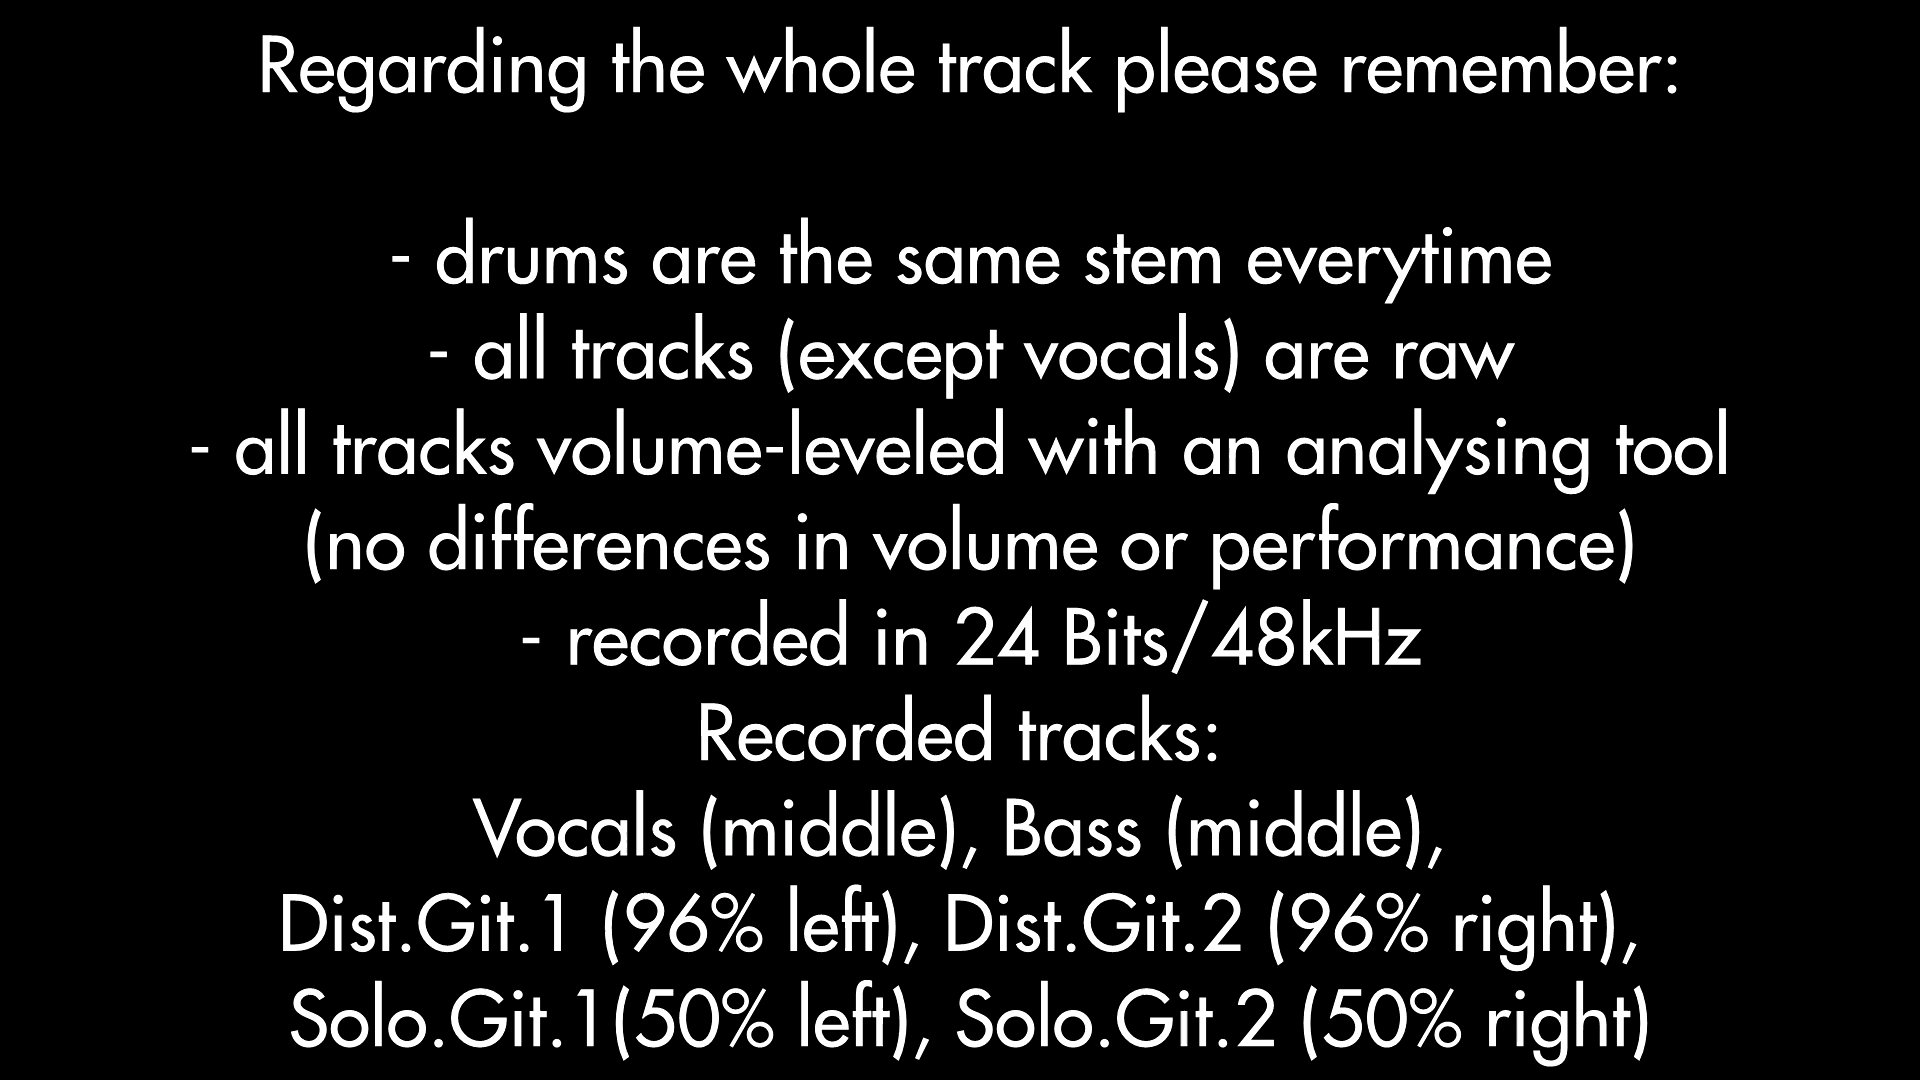 Regarding the whole track please remember:
- drums are the same stem everytime
- all tracks (except vocals) are raw
- all tracks volume-leveled with an analysing tool
(no differences in volume or performance)
- recorded in 24 Bits/48kHz
Recorded tracks:
Vocals (middle), Bass (middle),
Dist.Git.1 (96% left), Dist.Git.2 (96% right),
Solo.Git.1(50% left), Solo.Git.2 (50% right)